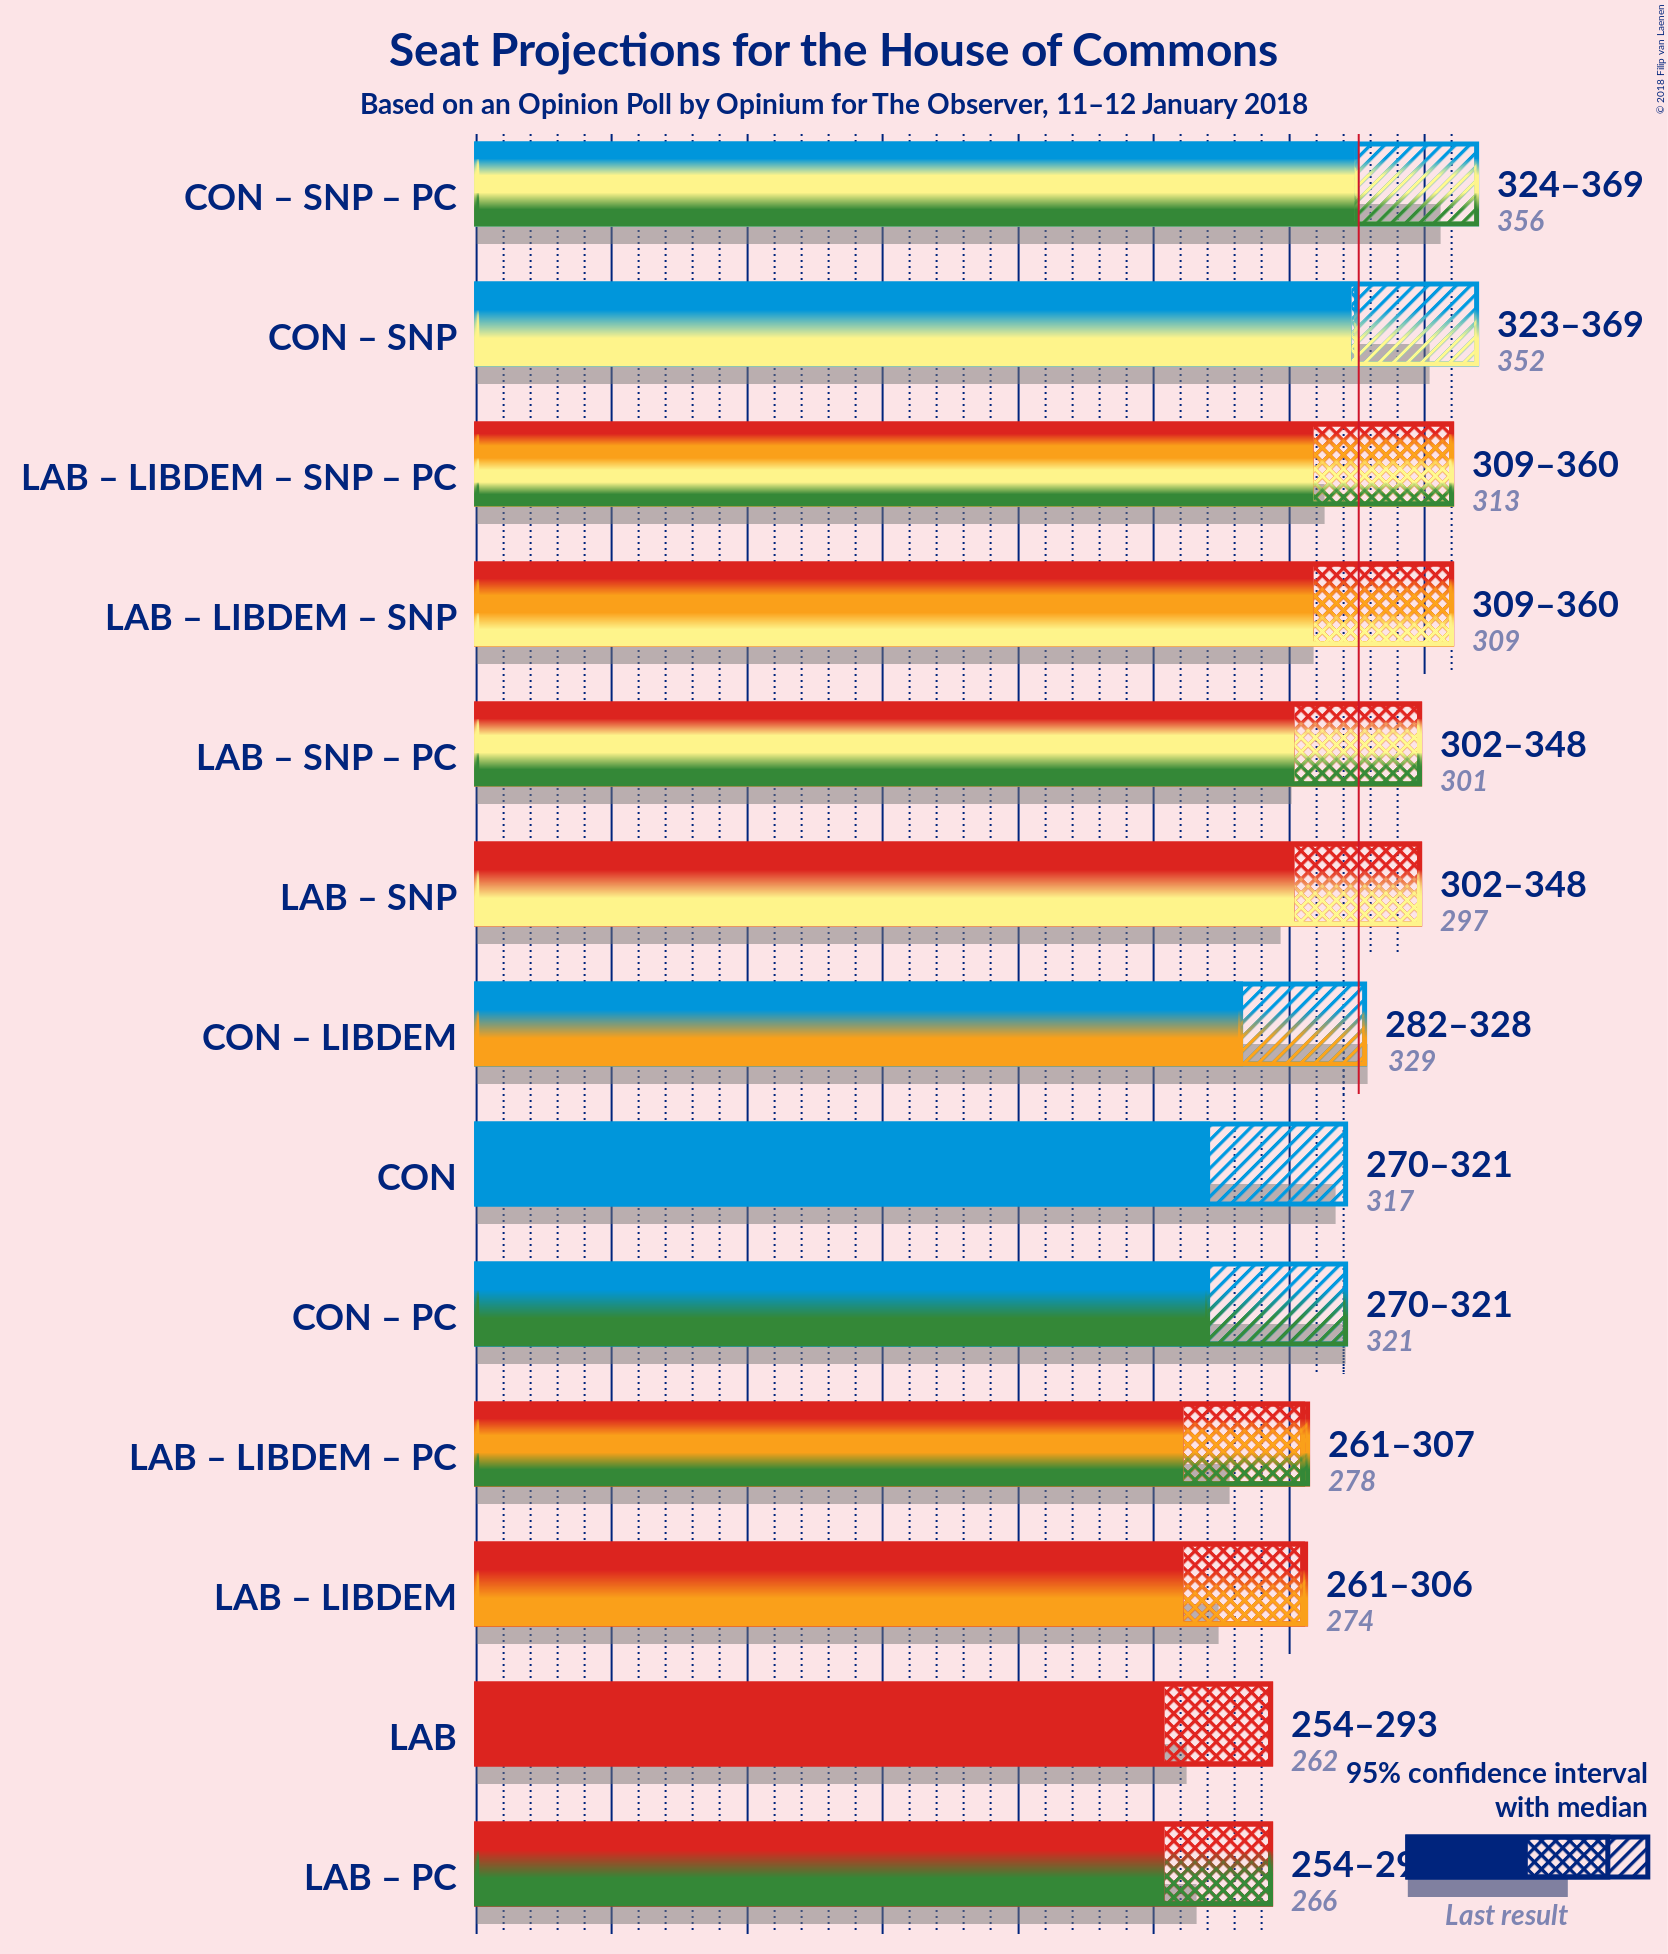 © 2018 Filip van Laenen
Seat Projections for the House of Commons
Based on an Opinion Poll by Opinium for The Observer, 11–12 January 2018
CON – SNP – PC
324–369
356
CON – SNP
323–369
352
LAB – LIBDEM – SNP – PC
309–360
313
LAB – LIBDEM – SNP
309–360
309
LAB – SNP – PC
302–348
301
LAB – SNP
302–348
297
CON – LIBDEM
282–328
329
CON
270–321
317
CON – PC
270–321
321
LAB – LIBDEM – PC
261–307
278
LAB – LIBDEM
261–306
274
LAB
254–293
262
95% confidence interval
with median
LAB – PC
254–29
266
Last result